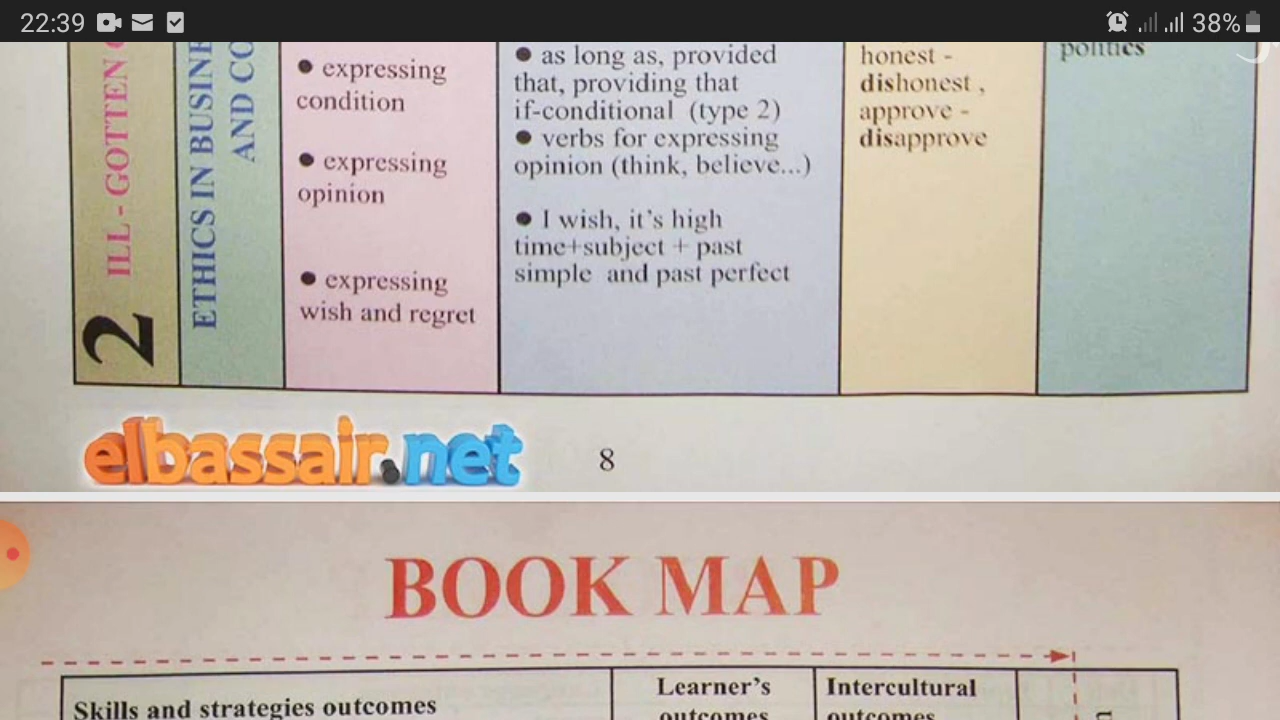 22:39
38%
ILL - GOTTEN
2
ETHICS IN
AND
expressing
condition
expressing
opinion
expressing
wish and regret
as long as, provided
that, providing that
if-conditional (type 2)
verbs for expressing
opinion (think, believe...)
I wish, it's high
time+subject + past
simple and past perfect
honest -
dishonest ,
approve -
disapprove
politics
elbassair.net
8
BOOK MAP
Skills and strategies outcomes
Learner's
outcomes
Intercultural
outcomes